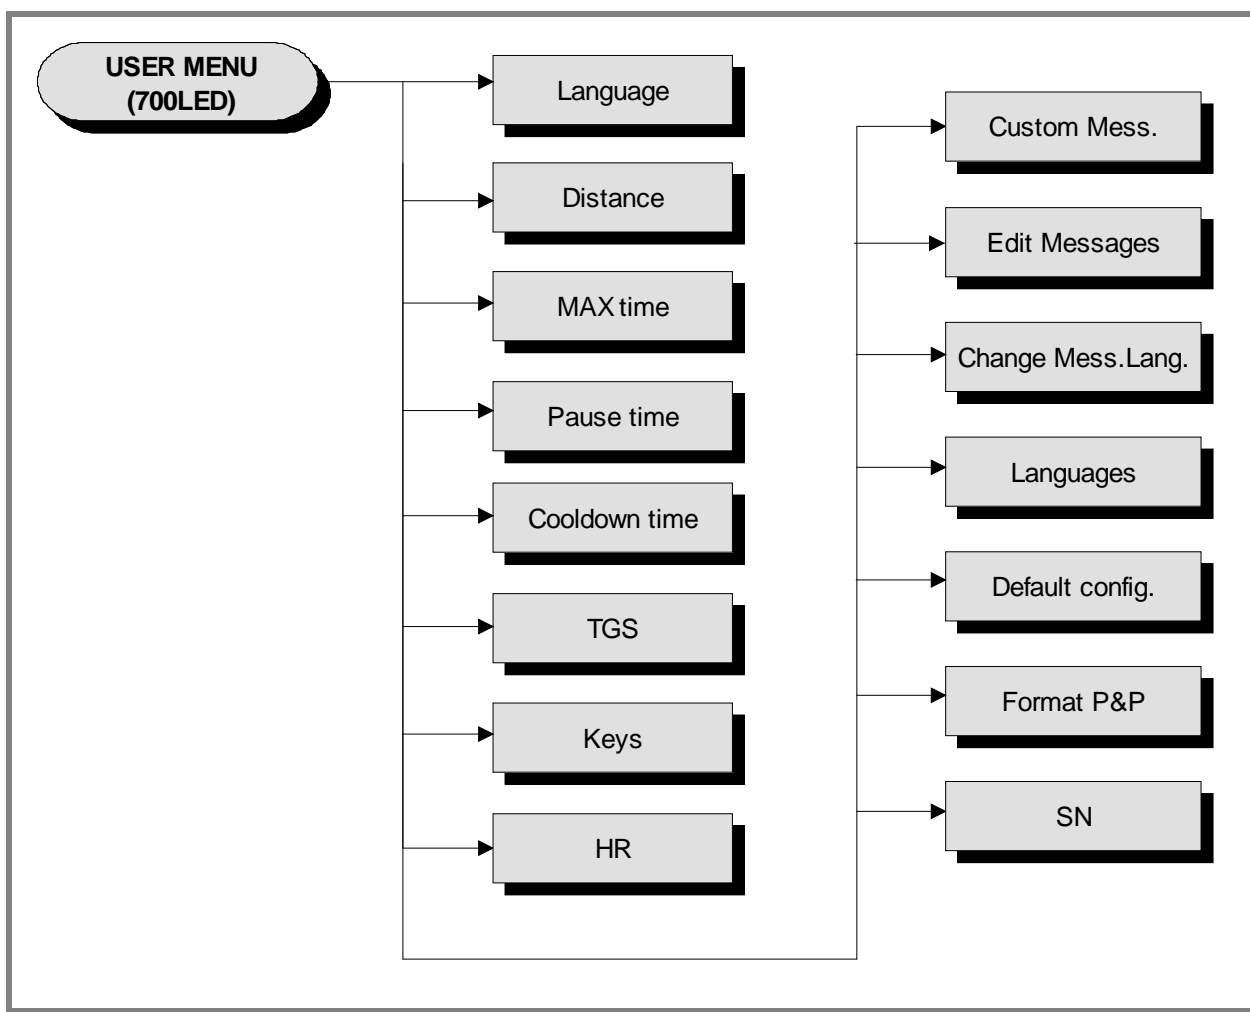 USER MENU
(700LED)
Language
Distance
MAX time
Pause time
Cooldown time
TGS
Keys
HR
Custom Mess.
Edit Messages
Change Mess.Lang.
Languages
Default config.
Format P&P
SN